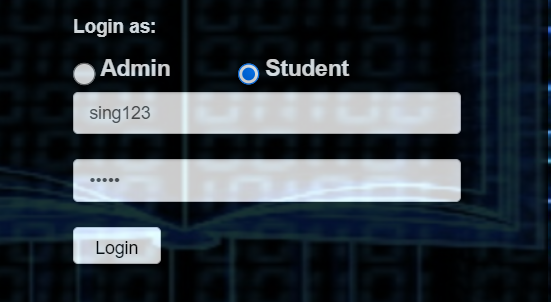 Login as:
Admin Student
sing123
•••••
Login